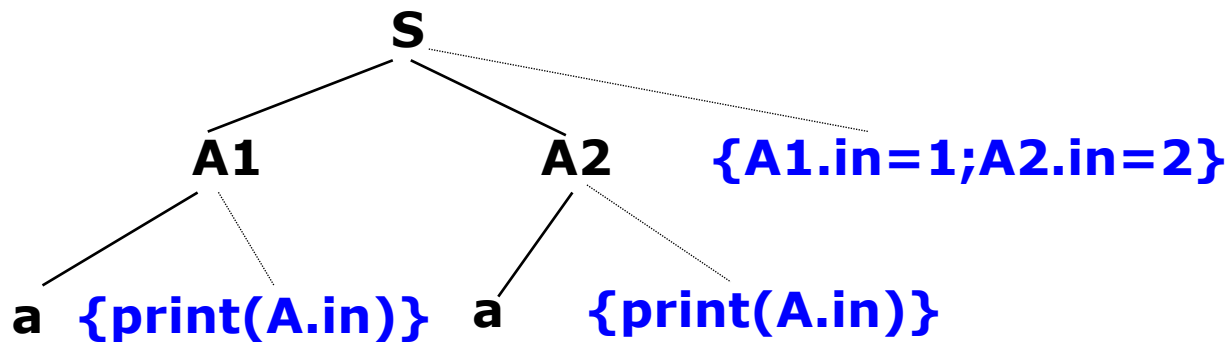 S
A1 A2 {A1.in=1;A2.in=2}
a {print(A.in)} a {print(A.in)}